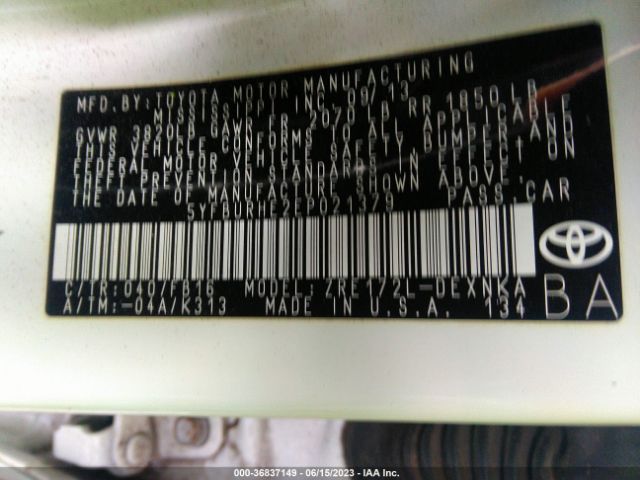 MFD. BY: TOYOTA MOTOR MANUFACTURING
MISSISSIPPI INC. 09/13
GVWR 3820LB GAWR FR 2070LB RR 1850LB
THIS VEHICLE CONFORMS TO ALL APPLICABLE
FEDERAL MOTOR VEHICLE SAFETY, BUMPER, AND
THEFT PREVENTION STANDARDS IN EFFECT ON
THE DATE OF MANUFACTURE SHOWN ABOVE.
5YFBURHE2EP021379 PASS.CAR
C/TR: 040/FB16 MODEL: ZRE172L-DEXNKA
A/TM: -04A/K313 MADE IN U.S.A. 134
BA
000-36837149 - 06/15/2023 - IAA Inc.